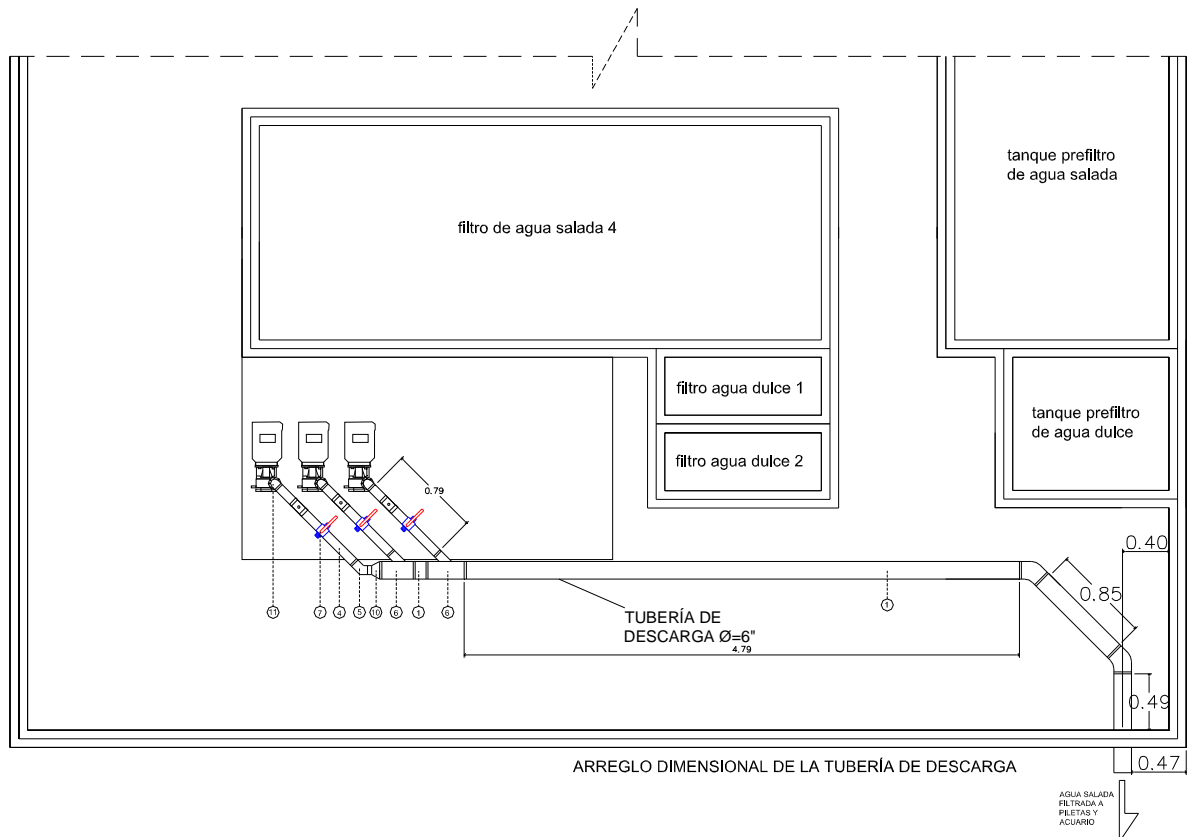 tanque prefiltro
de agua salada
filtro de agua salada 4
filtro agua dulce 1
filtro agua dulce 2
tanque prefiltro
de agua dulce
0.79
0.40
0.85
11
7
4
5
10
6
1
6
1
TUBERÍA DE
DESCARGA Ø=6"
4.79
0.49
ARREGLO DIMENSIONAL DE LA TUBERÍA DE DESCARGA
0.47
AGUA SALADA
FILTRADA A
PILETAS Y
ACUARIO